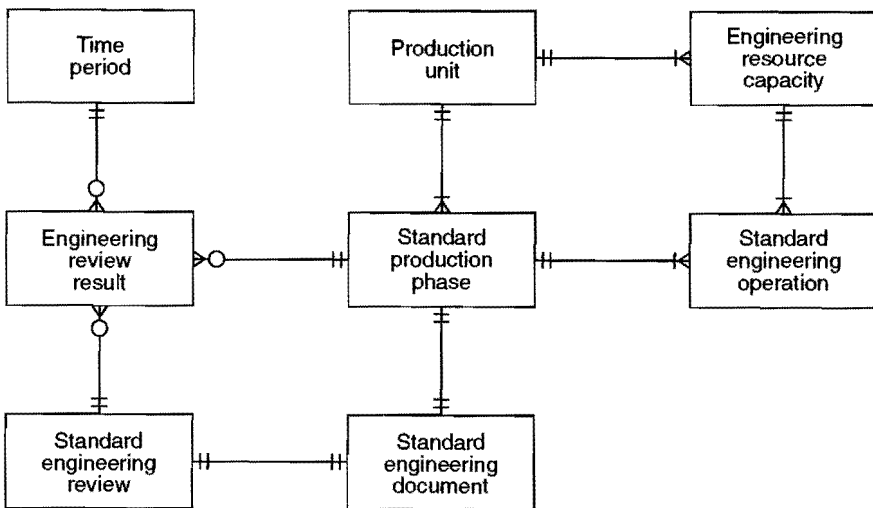 Time
period
Production
unit
Engineering
resource
capacity
Engineering
review
result
Standard
production
phase
Standard
engineering
operation
Standard
engineering
review
Standard
engineering
document